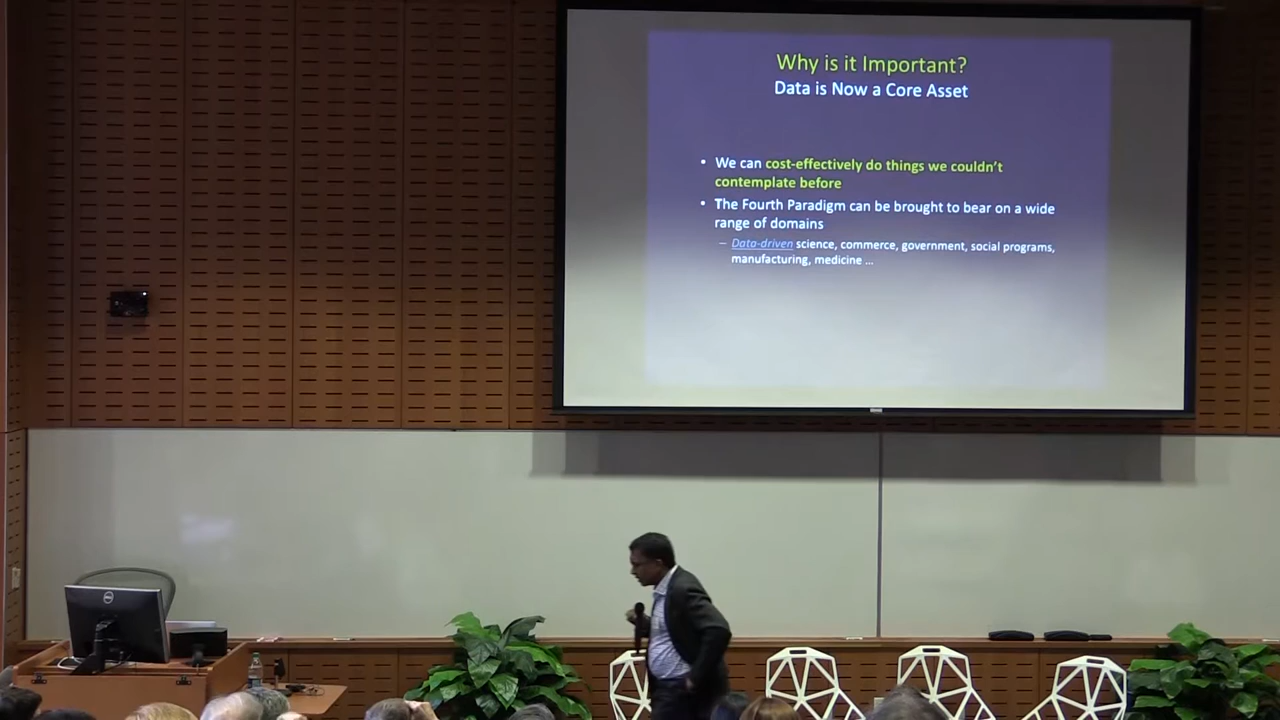 Why is it Important?
Data is Now a Core Asset
• We can cost-effectively do things we couldn't
contemplate before
• The Fourth Paradigm can be brought to bear on a wide
range of domains
– Data-driven science, commerce, government, social programs,
manufacturing, medicine ...
DELL